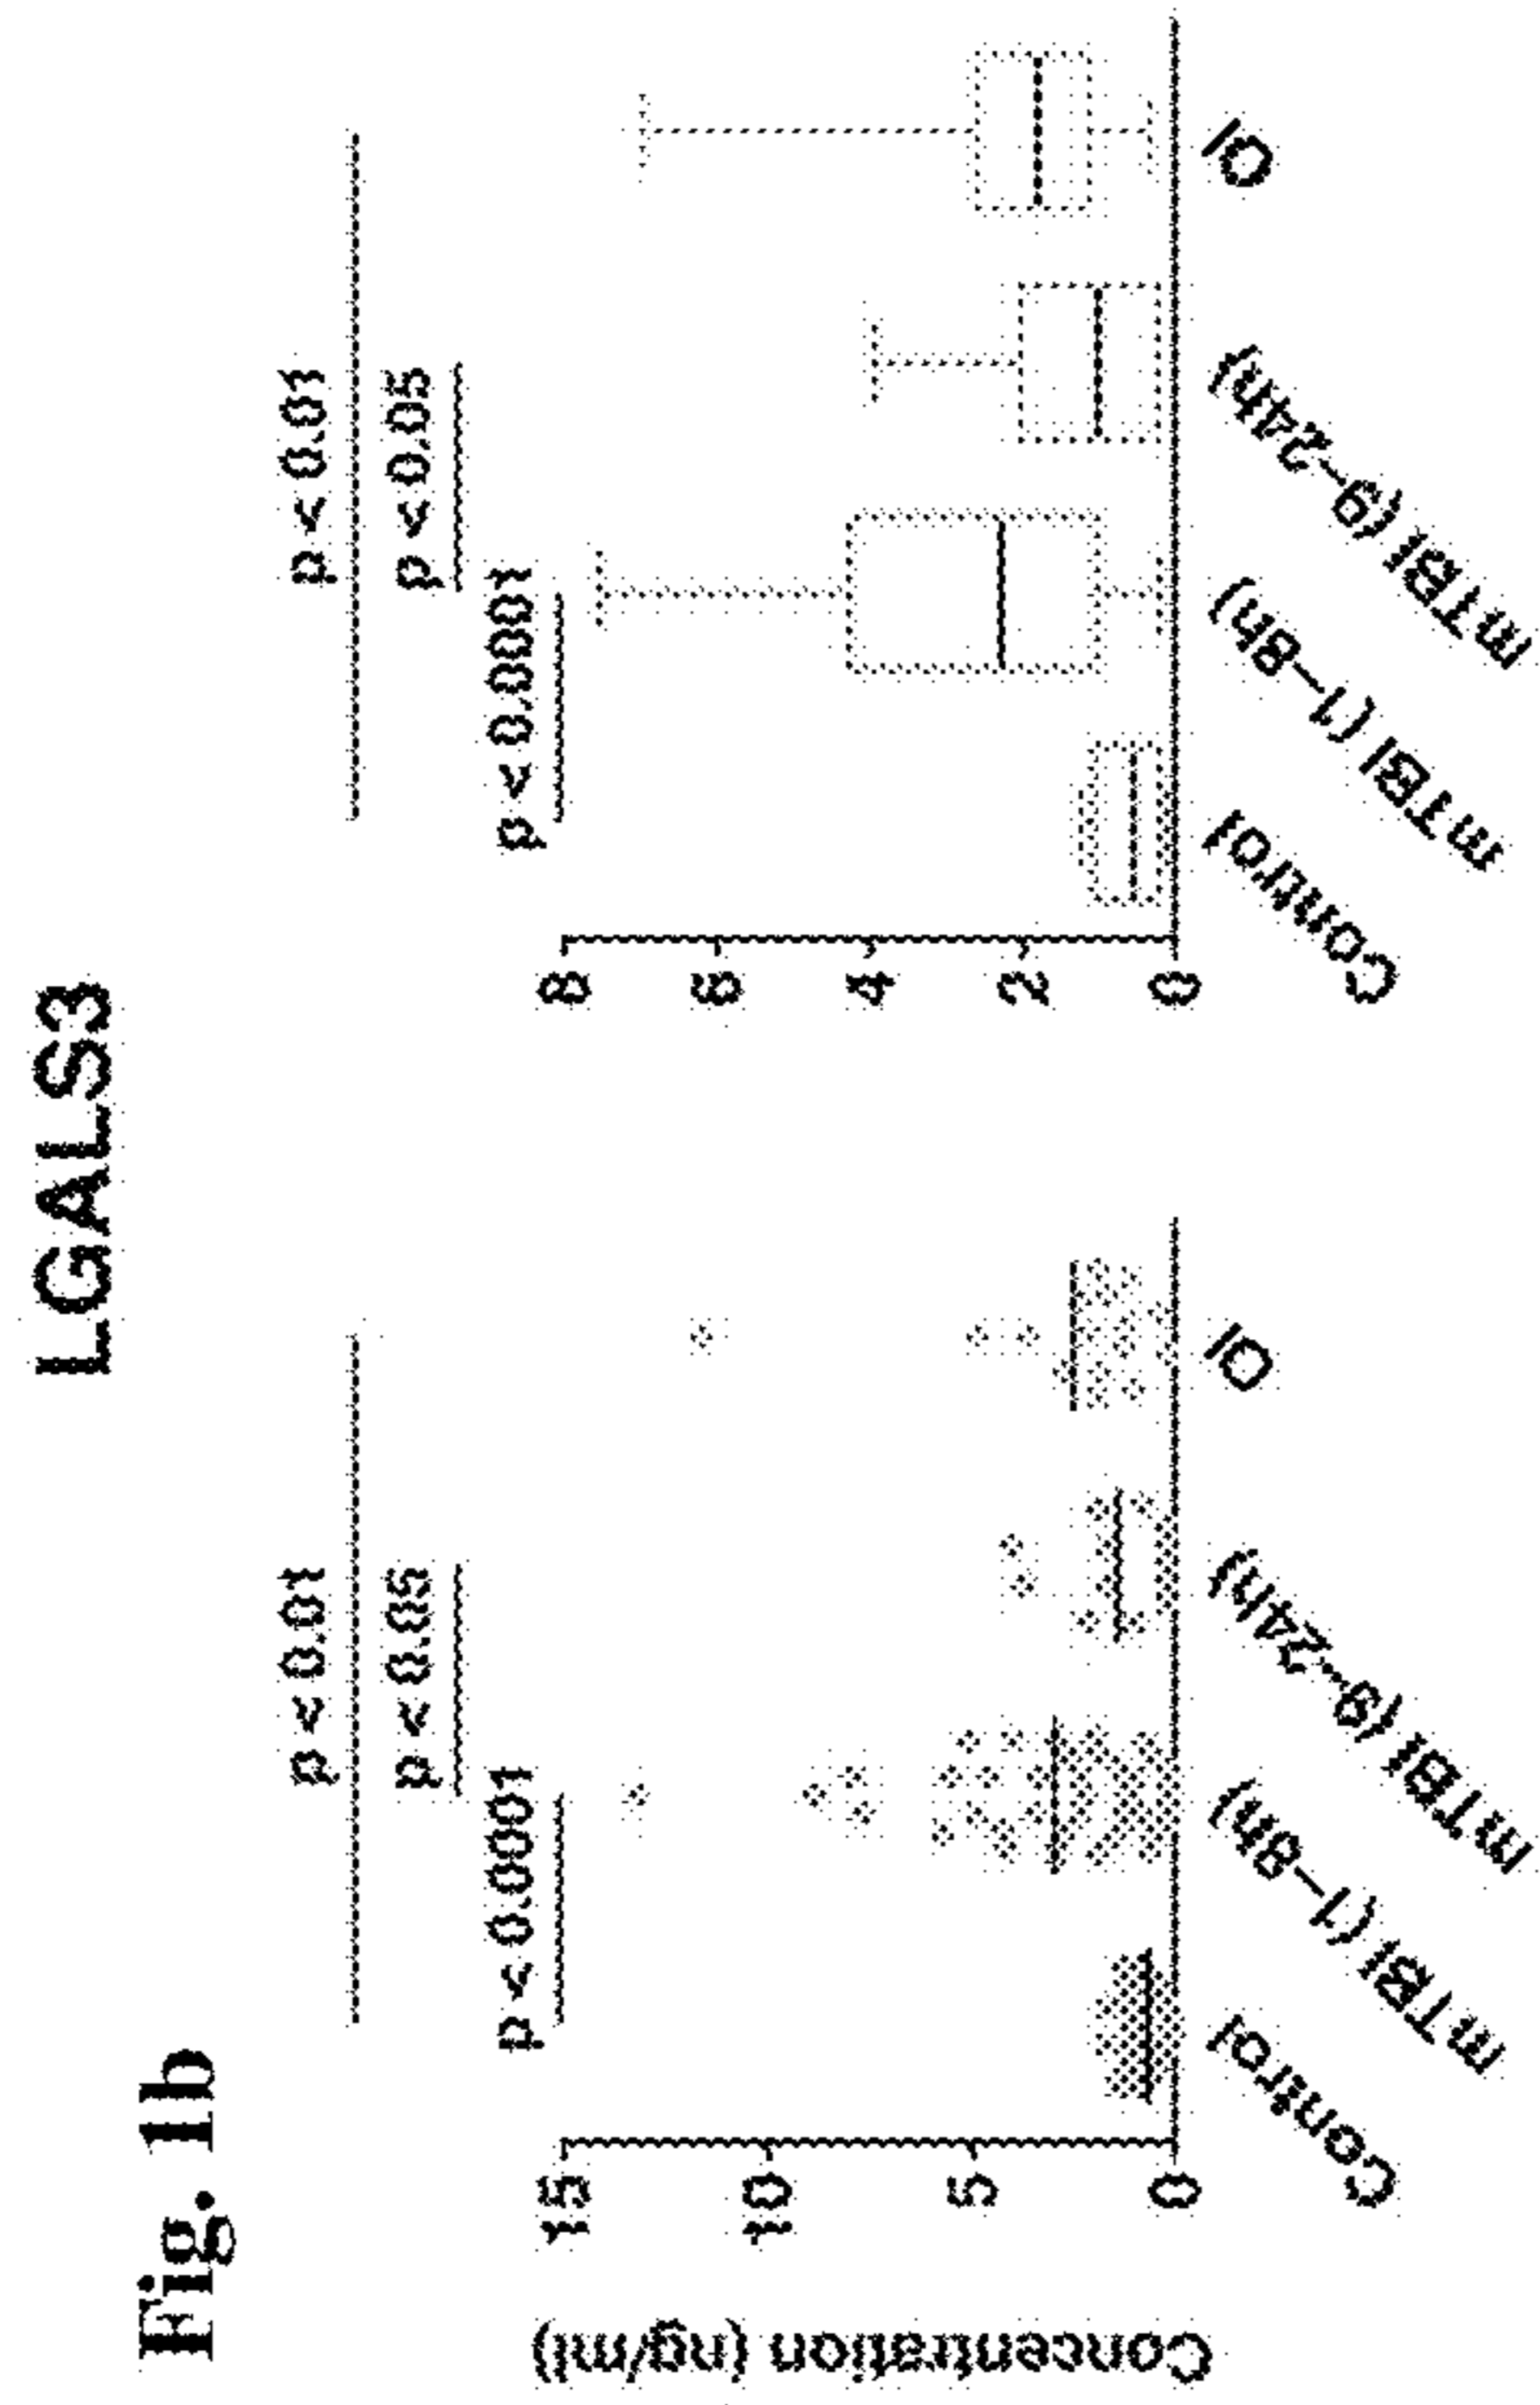 Fig. 1b
LGALS3
p < 0.01
p < 0.05
p < 0.0001
Concentration (ng/ml)
15
10
5
0
Control
mTBI (1–8h)
mTBI (9–24h)
OI
p < 0.01
p < 0.05
p < 0.0001
8
6
4
2
0
Control
mTBI (1–8h)
mTBI (9–24h)
OI